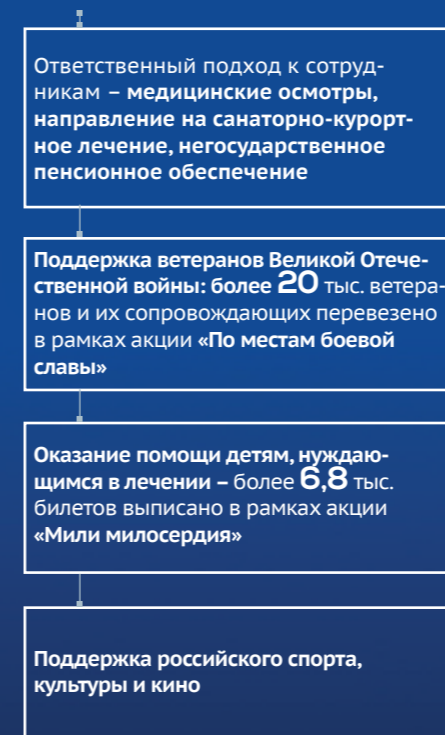 Ответственный подход к сотруд-
никам – медицинские осмотры,
направление на санаторно-курорт-
ное лечение, негосударственное
пенсионное обеспечение
Поддержка ветеранов Великой Отече-
ственной войны: более 20 тыс. ветера-
нов и их сопровождающих перевезено
в рамках акции «По местам боевой
славы»
Оказание помощи детям, нуждаю-
щимся в лечении – более 6,8 тыс.
билетов выписано в рамках акции
«Мили милосердия»
Поддержка российского спорта,
культуры и кино